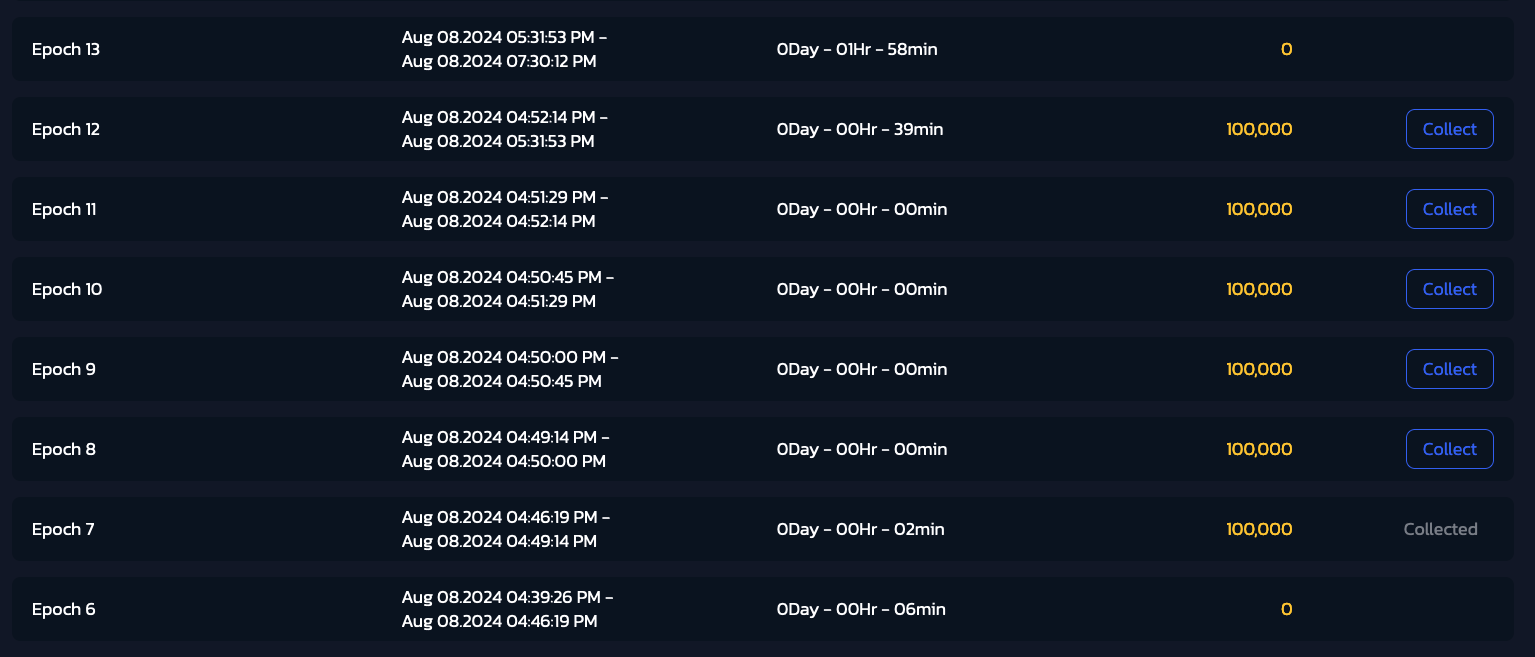 Epoch 13
Aug 08.2024 05:31:53 PM –
Aug 08.2024 07:30:12 PM
0Day – 01Hr – 58min
0
Epoch 12
Aug 08.2024 04:52:14 PM –
Aug 08.2024 05:31:53 PM
0Day – 00Hr – 39min
100,000
Collect
Epoch 11
Aug 08.2024 04:51:29 PM –
Aug 08.2024 04:52:14 PM
0Day – 00Hr – 00min
100,000
Collect
Epoch 10
Aug 08.2024 04:50:45 PM –
Aug 08.2024 04:51:29 PM
0Day – 00Hr – 00min
100,000
Collect
Epoch 9
Aug 08.2024 04:50:00 PM –
Aug 08.2024 04:50:45 PM
0Day – 00Hr – 00min
100,000
Collect
Epoch 8
Aug 08.2024 04:49:14 PM –
Aug 08.2024 04:50:00 PM
0Day – 00Hr – 00min
100,000
Collect
Epoch 7
Aug 08.2024 04:46:19 PM –
Aug 08.2024 04:49:14 PM
0Day – 00Hr – 02min
100,000
Collected
Epoch 6
Aug 08.2024 04:39:26 PM –
Aug 08.2024 04:46:19 PM
0Day – 00Hr – 06min
0